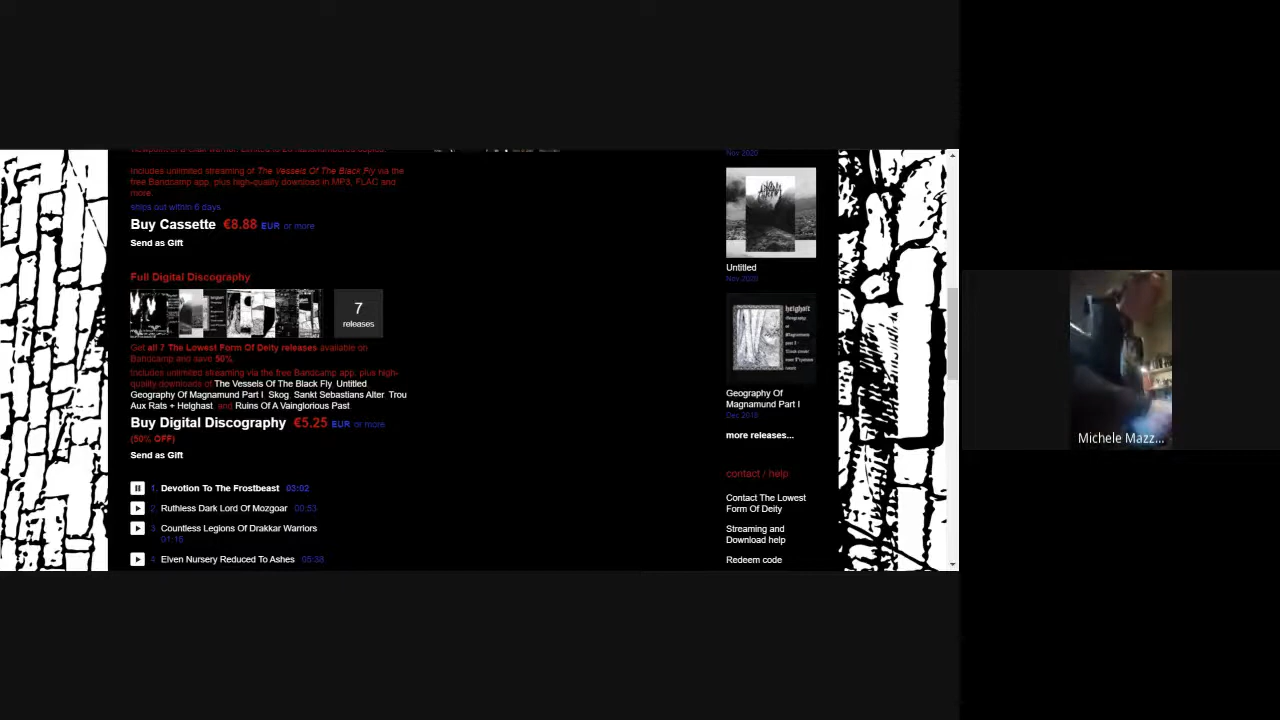 Includes unlimited streaming of The Vessels Of The Black Fly via the
free Bandcamp app, plus high-quality download in MP3, FLAC and
more.
ships out within 6 days
Buy Cassette €8.88 EUR or more
Send as Gift
Full Digital Discography
7
releases
Get all 7 The Lowest Form Of Deity releases available on
Bandcamp and save 50%.
Includes unlimited streaming via the free Bandcamp app, plus high-
quality downloads of The Vessels Of The Black Fly Untitled
Geography Of Magnamund Part I Skog Sankt Sebastians Alter Trou
Aux Rats + Helghast and Ruins Of A Vainglorious Past
Buy Digital Discography €5.25 EUR or more
(50% OFF)
Send as Gift
1. Devotion To The Frostbeast 03:02
2. Ruthless Dark Lord Of Mozgoar 00:53
3. Countless Legions Of Drakkar Warriors
01:16
4. Elven Nursery Reduced To Ashes 05:38
Nov 2020
Untitled
Nov 2020
helghast
Geography Of
Magnamund Part I
Dec 2019
more releases...
contact / help
Contact The Lowest
Form Of Deity
Streaming and
Download help
Redeem code
Michele Mazz...